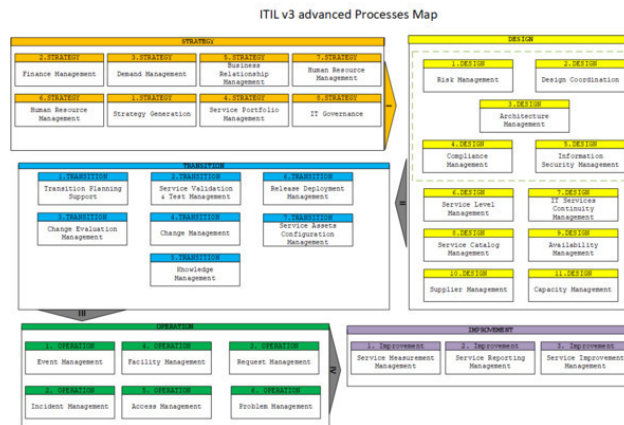 ITIL v3 advanced Processes Map
STRATEGY
2.STRATEGY
Finance Management
3.STRATEGY
Demand Management
5.STRATEGY
Business
Relationship
Management
7.STRATEGY
Human Resource
Management
6.STRATEGY
Human Resource
Management
1.STRATEGY
Strategy Generation
4.STRATEGY
Service Portfolio
Management
8.STRATEGY
IT Governance
I
DESIGN
1.DESIGN
Risk Management
2.DESIGN
Design Coordination
3.DESIGN
Architecture
Management
4.DESIGN
Compliance
Management
5.DESIGN
Information
Security Management
6.DESIGN
Service Level
Management
7.DESIGN
IT Services
Continuity
Management
8.DESIGN
Service Catalog
Management
9.DESIGN
Availability
Management
10.DESIGN
Supplier Management
11.DESIGN
Capacity Management
II
TRANSITION
1.TRANSITION
Transition Planning
Support
2.TRANSITION
Service Validation
& Test Management
6.TRANSITION
Release Deployment
Management
3.TRANSITION
Change Evaluation
Management
4.TRANSITION
Change Management
7.TRANSITION
Service Assets
Configuration
Management
5.TRANSITION
Knowledge
Management
III
OPERATION
1. OPERATION
Event Management
4. OPERATION
Facility Management
3. OPERATION
Request Management
2. OPERATION
Incident Management
5. OPERATION
Access Management
6. OPERATION
Problem Management
IV
IMPROVEMENT
1. Improvement
Service Measurement
Management
2. Improvement
Service Reporting
Management
3. Improvement
Service Improvement
Management